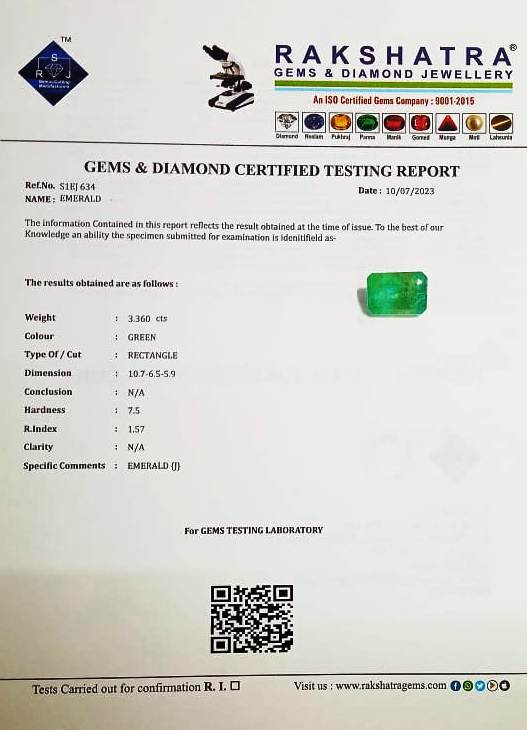 TM
S
R J
Gems & Cutting
Manufacturers
RAKSHATRA®
GEMS & DIAMOND JEWELLERY
An ISO Certified Gems Company : 9001-2015
Diamond Neelam Pukhraj Panna Manik Gomed Munga Moti Lahsunia
GEMS & DIAMOND CERTIFIED TESTING REPORT
Ref.No. S1EJ634
Date : 10/07/2023
NAME : EMERALD
The information Contained in this report reflects the result obtained at the time of issue. To the best of our
Knowledge an ability the specimen submitted for examination is idenitifield as-
The results obtained are as follows :
Weight : 3.360 cts
Colour : GREEN
Type Of / Cut : RECTANGLE
Dimension : 10.7-6.5-5.9
Conclusion : N/A
Hardness : 7.5
R.Index : 1.57
Clarity : N/A
Specific Comments : EMERALD {J}
For GEMS TESTING LABORATORY
Tests Carried out for confirmation R. I. ☐
Visit us : www.rakshatragems.com